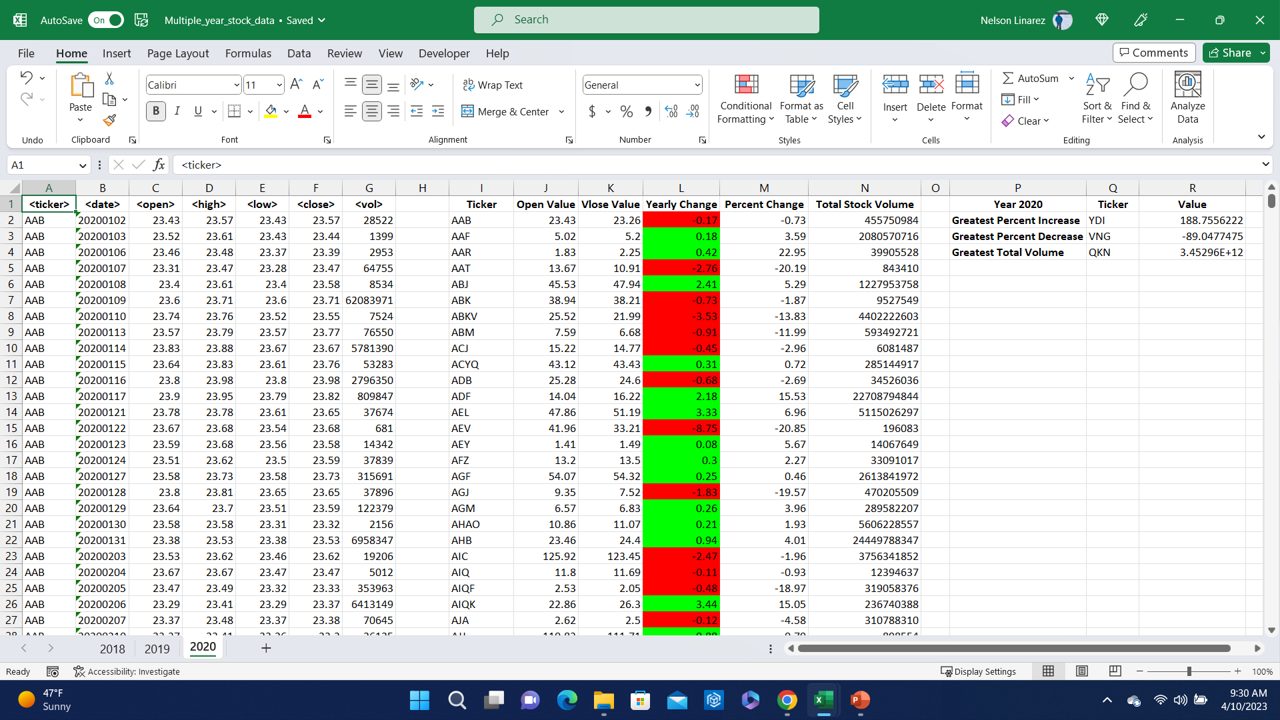 AutoSave On Multiple_year_stock_data • Saved Search Nelson Linarez
File Home Insert Page Layout Formulas Data Review View Developer Help Comments Share
Calibri 11 Wrap Text General AutoSum
Paste Conditional Formatting Format as Table Cell Styles Insert Delete Format Fill Sort & Filter Find & Select Analyze Data
B I U A Merge & Center $ % Clear
Undo Clipboard Font Alignment Number Styles Cells Editing Analysis
A1 fx <ticker>
A B C D E F G H I J K L M N O P Q R
1 <ticker> <date> <open> <high> <low> <close> <vol> Ticker Open Value Vlose Value Yearly Change Percent Change Total Stock Volume Year 2020 Ticker Value
2 AAB 20200102 23.43 23.57 23.43 23.57 28522 AAB 23.43 23.26 -0.17 -0.73 455750984 Greatest Percent Increase YDI 188.7556222
3 AAB 20200103 23.52 23.61 23.43 23.44 1399 AAF 5.02 5.2 0.18 3.59 2080570716 Greatest Percent Decrease VNG -89.0477475
4 AAB 20200106 23.46 23.48 23.37 23.39 2953 AAR 1.83 2.25 0.42 22.95 39905528 Greatest Total Volume QKN 3.45296E+12
5 AAB 20200107 23.31 23.47 23.28 23.47 64755 AAT 13.67 10.91 -2.76 -20.19 843410
6 AAB 20200108 23.4 23.61 23.4 23.58 8534 ABJ 45.53 47.94 2.41 5.29 1227953758
7 AAB 20200109 23.6 23.71 23.6 23.71 62083971 ABK 38.94 38.21 -0.73 -1.87 9527549
8 AAB 20200110 23.74 23.76 23.52 23.55 7524 ABKV 25.52 21.99 -3.53 -13.83 4402222603
9 AAB 20200113 23.57 23.79 23.57 23.77 76550 ABM 7.59 6.68 -0.91 -11.99 593492721
10 AAB 20200114 23.83 23.88 23.67 23.67 5781390 ACJ 15.22 14.77 -0.45 -2.96 6081487
11 AAB 20200115 23.64 23.83 23.61 23.76 53283 ACYQ 43.12 43.43 0.31 0.72 285144917
12 AAB 20200116 23.8 23.98 23.8 23.98 2796350 ADB 25.28 24.6 -0.68 -2.69 34526036
13 AAB 20200117 23.9 23.95 23.79 23.82 809847 ADF 14.04 16.22 2.18 15.53 22708794844
14 AAB 20200121 23.78 23.78 23.61 23.65 37674 AEL 47.86 51.19 3.33 6.96 5115026297
15 AAB 20200122 23.67 23.68 23.54 23.68 681 AEV 41.96 33.21 -8.75 -20.85 196083
16 AAB 20200123 23.59 23.68 23.56 23.58 14342 AEY 1.41 1.49 0.08 5.67 14067649
17 AAB 20200124 23.51 23.62 23.5 23.59 37839 AFZ 13.2 13.5 0.3 2.27 33091017
18 AAB 20200127 23.58 23.73 23.58 23.73 315691 AGF 54.07 54.32 0.25 0.46 2613841972
19 AAB 20200128 23.8 23.81 23.65 23.65 37896 AGJ 9.35 7.52 -1.83 -19.57 470205509
20 AAB 20200129 23.64 23.7 23.51 23.59 122379 AGM 6.57 6.83 0.26 3.96 289582207
21 AAB 20200130 23.58 23.58 23.31 23.32 2156 AHAO 10.86 11.07 0.21 1.93 5606228557
22 AAB 20200131 23.38 23.53 23.38 23.53 6958347 AHB 23.46 24.4 0.94 4.01 24449788347
23 AAB 20200203 23.53 23.62 23.46 23.62 19206 AIC 125.92 123.45 -2.47 -1.96 3756341852
24 AAB 20200204 23.67 23.67 23.47 23.47 5012 AIQ 11.8 11.69 -0.11 -0.93 12394637
25 AAB 20200205 23.47 23.49 23.32 23.33 353963 AIQF 2.53 2.05 -0.48 -18.97 319058376
26 AAB 20200206 23.29 23.41 23.29 23.37 6413149 AIQK 22.86 26.3 3.44 15.05 236740388
27 AAB 20200207 23.37 23.48 23.37 23.38 70645 AJA 2.62 2.5 -0.12 -4.58 310788310
2018 2019 2020
Ready Accessibility: Investigate Display Settings 100%
47°F
Sunny
9:30 AM
4/10/2023